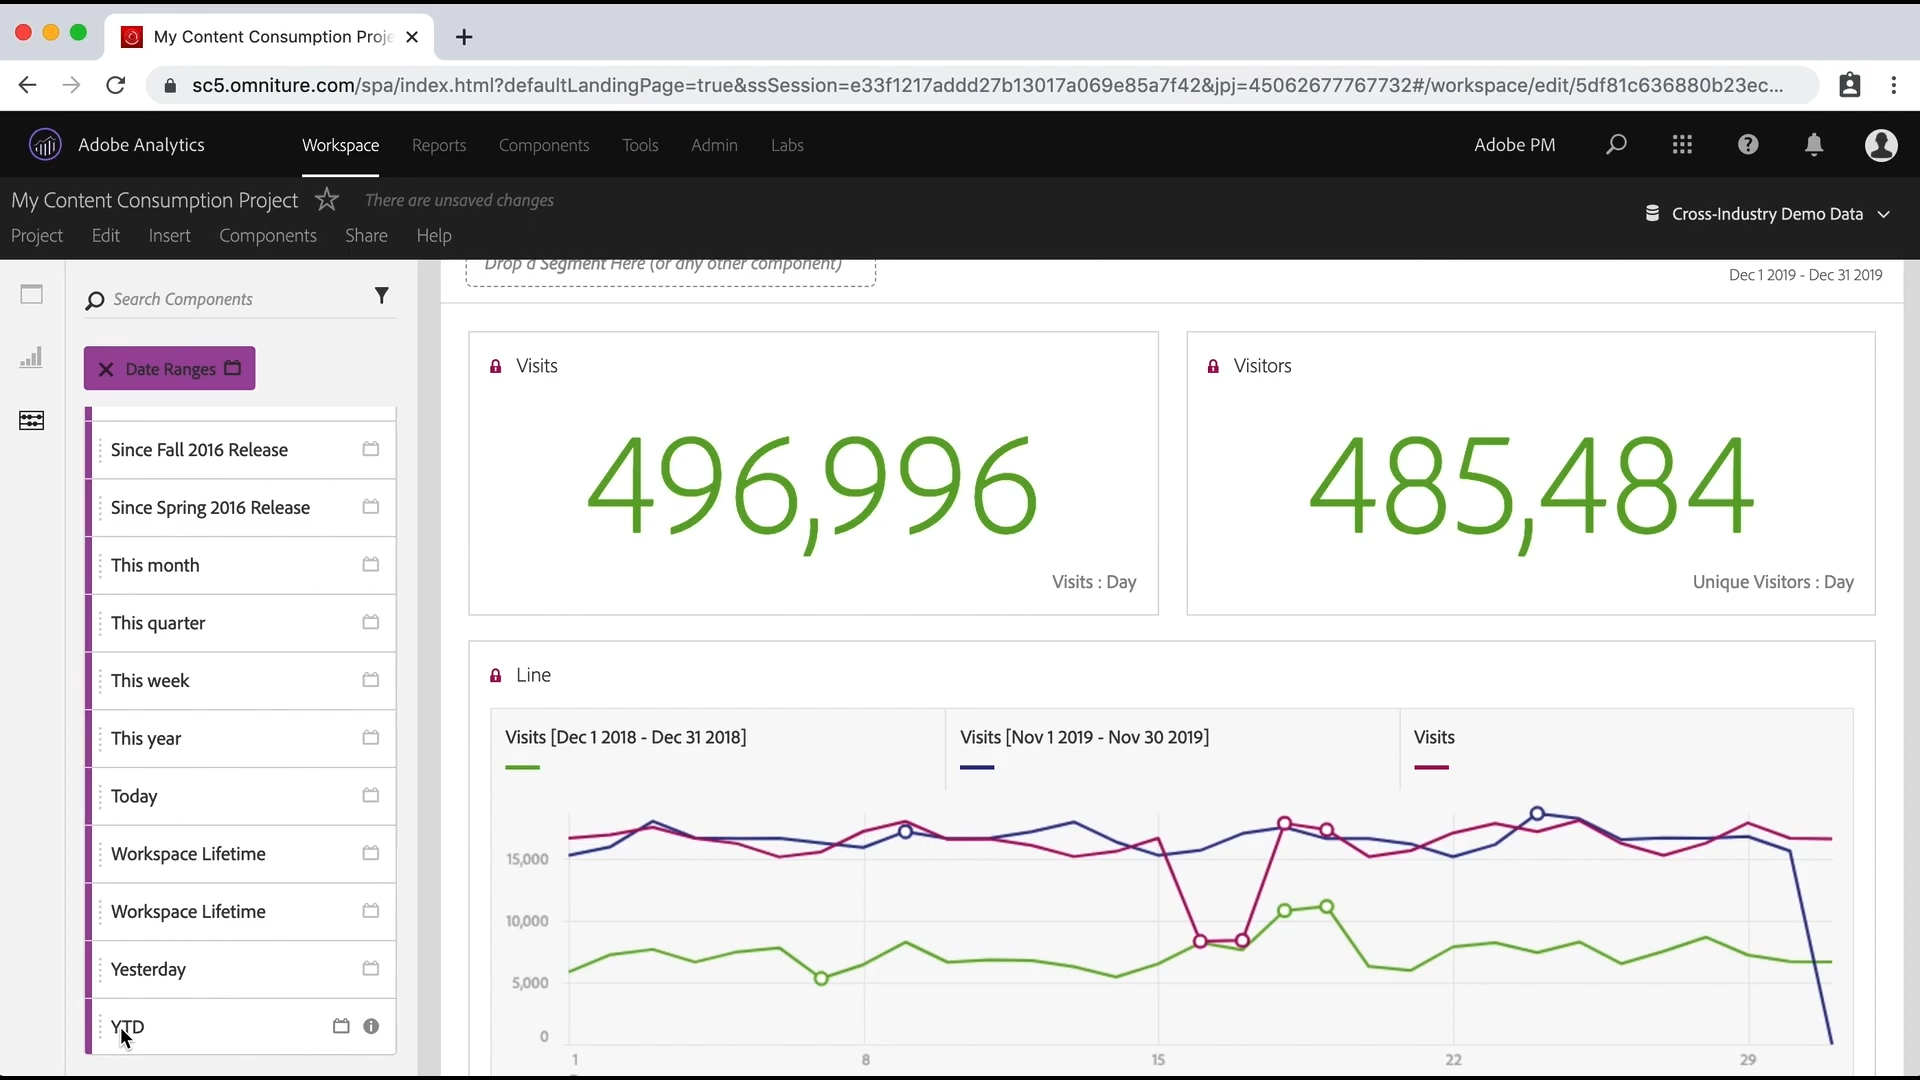 My Content Consumption Proje
sc5.omniture.com/spa/index.html?defaultLandingPage=true&ssSession=e33f1217addd27b13017a069e85a7f42&jpj=45062677767732#/workspace/edit/5df81c636880b23ec...
Adobe Analytics
Workspace
Reports
Components
Tools
Admin
Labs
Adobe PM
My Content Consumption Project
There are unsaved changes
Cross-Industry Demo Data
Project
Edit
Insert
Components
Share
Help
Search Components
Date Ranges
Since Fall 2016 Release
Since Spring 2016 Release
This month
This quarter
This week
This year
Today
Workspace Lifetime
Workspace Lifetime
Yesterday
YTD
Drop a Segment Here (or any other component)
Dec 1 2019 - Dec 31 2019
Visits
496,996
Visits : Day
Visitors
485,484
Unique Visitors : Day
Line
Visits [Dec 1 2018 - Dec 31 2018]
Visits [Nov 1 2019 - Nov 30 2019]
Visits
15,000
10,000
5,000
0
1
8
15
22
29